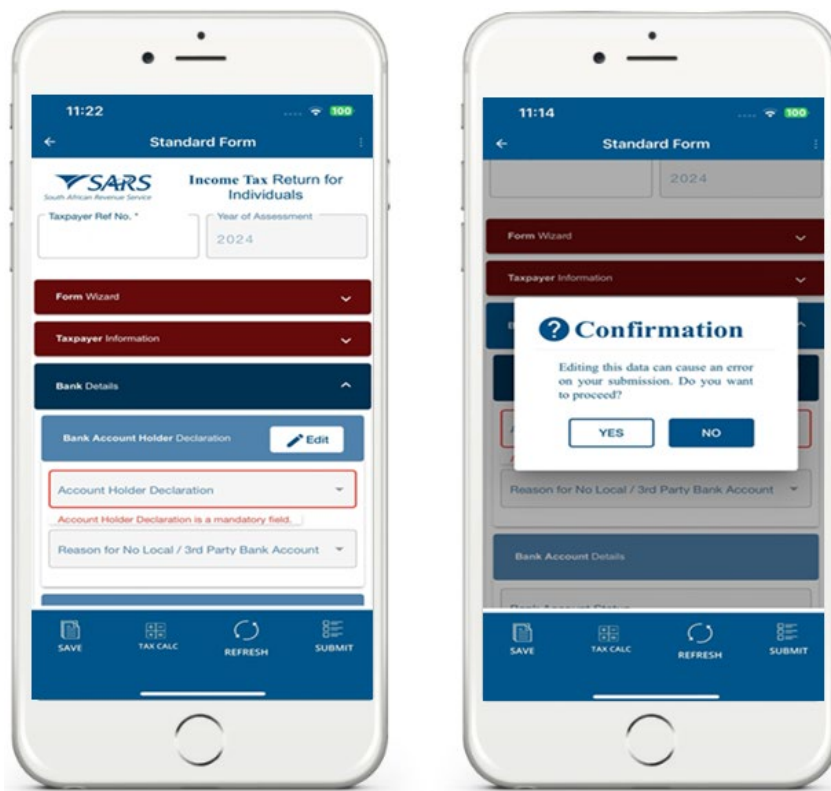 11:22
100
Standard Form
SARS
South African Revenue Service
Income Tax Return for
Individuals
Taxpayer Ref No. *
Year of Assessment
2024
Form Wizard
Taxpayer Information
Bank Details
Bank Account Holder Declaration
Edit
Account Holder Declaration
Account Holder Declaration is a mandatory field.
Reason for No Local / 3rd Party Bank Account
SAVE
TAX CALC
REFRESH
SUBMIT
11:14
100
Standard Form
2024
Form Wizard
Taxpayer Information
Confirmation
Editing this data can cause an error
on your submission. Do you want
to proceed?
YES
NO
Reason for No Local / 3rd Party Bank Account
Bank Account Details
Bank Account Status
SAVE
TAX CALC
REFRESH
SUBMIT